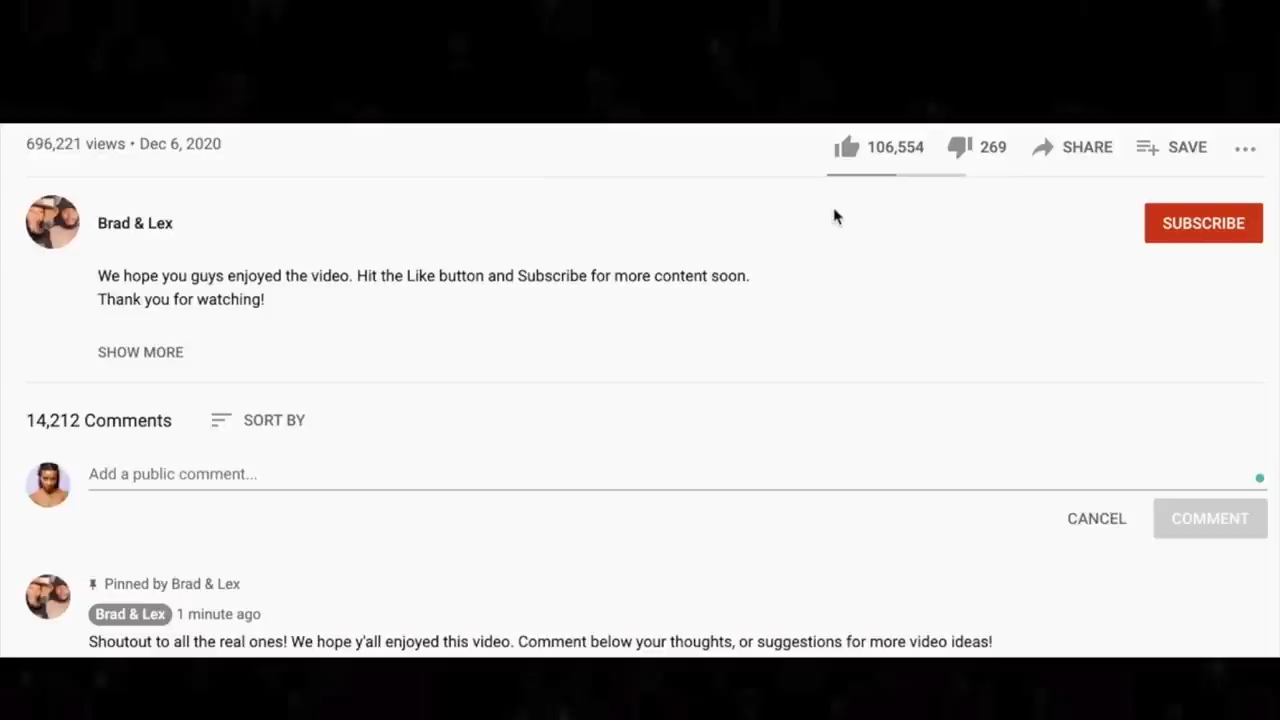 696,221 views • Dec 6, 2020
106,554
269
SHARE
SAVE
Brad & Lex
SUBSCRIBE
We hope you guys enjoyed the video. Hit the Like button and Subscribe for more content soon.
Thank you for watching!
SHOW MORE
14,212 Comments
SORT BY
Add a public comment...
CANCEL
COMMENT
Pinned by Brad & Lex
Brad & Lex 1 minute ago
Shoutout to all the real ones! We hope y'all enjoyed this video. Comment below your thoughts, or suggestions for more video ideas!